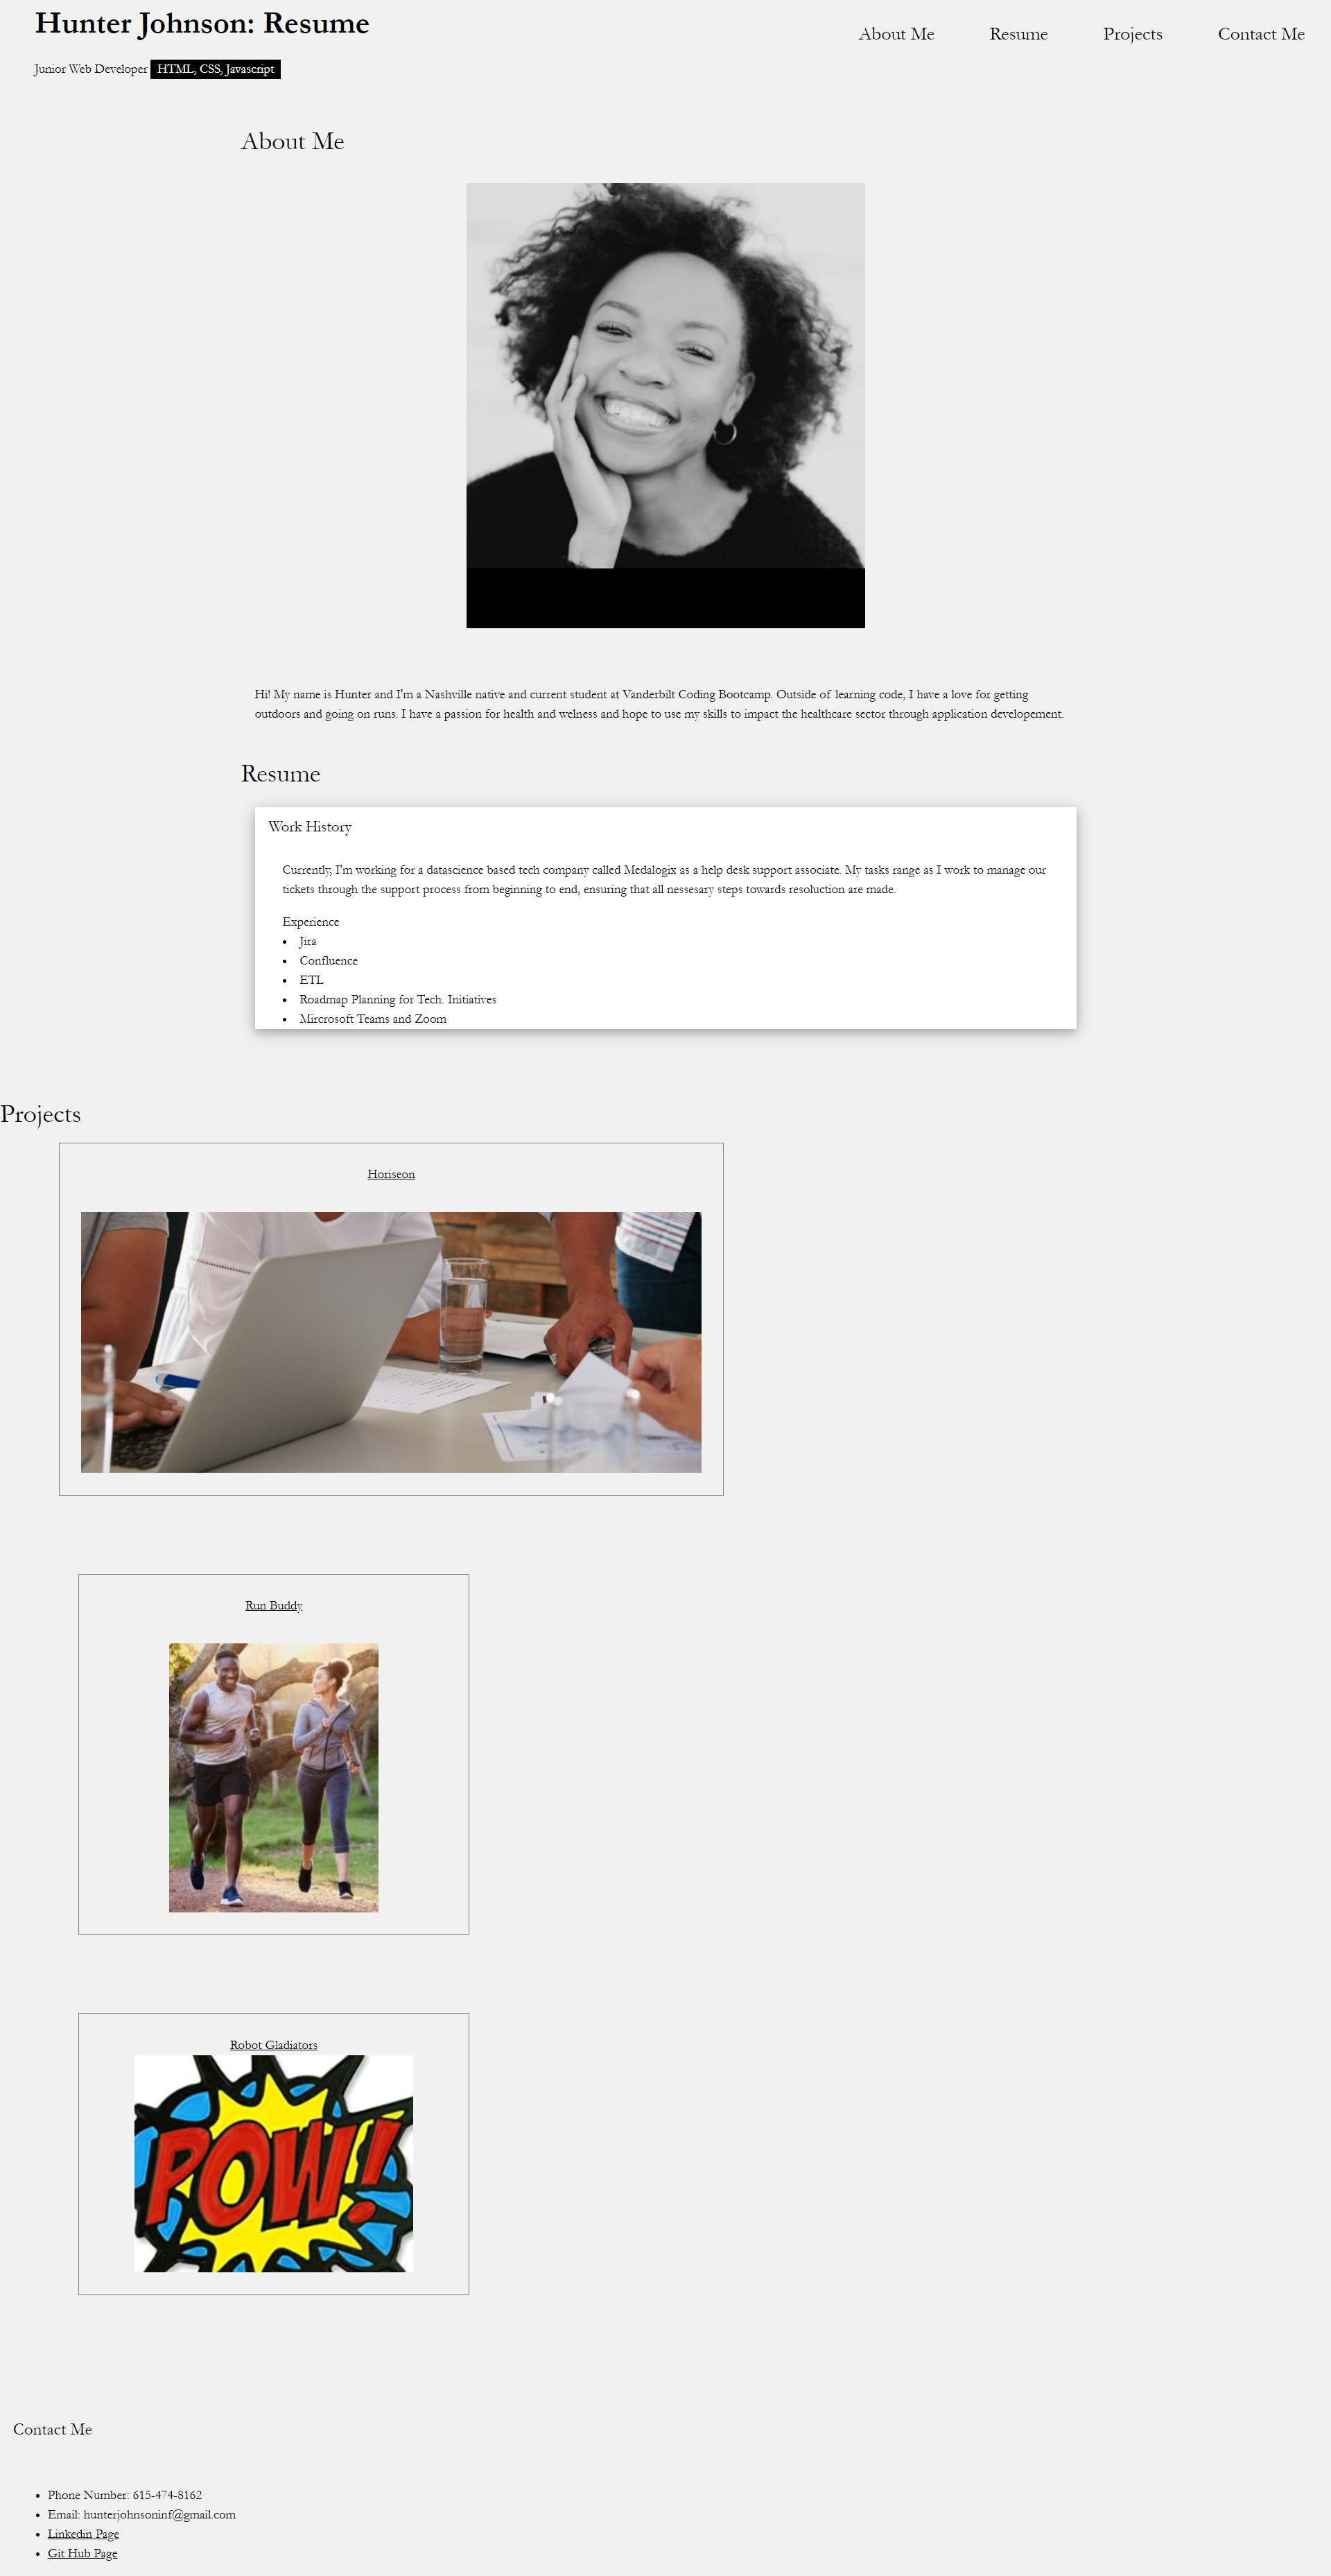 Hunter Johnson: Resume
About Me Resume Projects Contact Me
Junior Web Developer HTML, CSS, Javascript
About Me
Hi! My name is Hunter and I'm a Nashville native and current student at Vanderbilt Coding Bootcamp. Outside of learning code, I have a love for getting
outdoors and going on runs. I have a passion for health and welness and hope to use my skills to impact the healthcare sector through application developement.
Resume
Work History
Currently, I'm working for a datascience based tech company called Medalogix as a help desk support associate. My tasks range as I work to manage our
tickets through the support process from beginning to end, ensuring that all nessesary steps towards resoluction are made.
Experience
• Jira
• Confluence
• ETL
• Roadmap Planning for Tech. Initiatives
• Mircrosoft Teams and Zoom
Projects
Horiseon
Run Buddy
Robot Gladiators
POW!
Contact Me
• Phone Number: 615-474-8162
• Email: hunterjohnsoninf@gmail.com
• Linkedin Page
• Git Hub Page